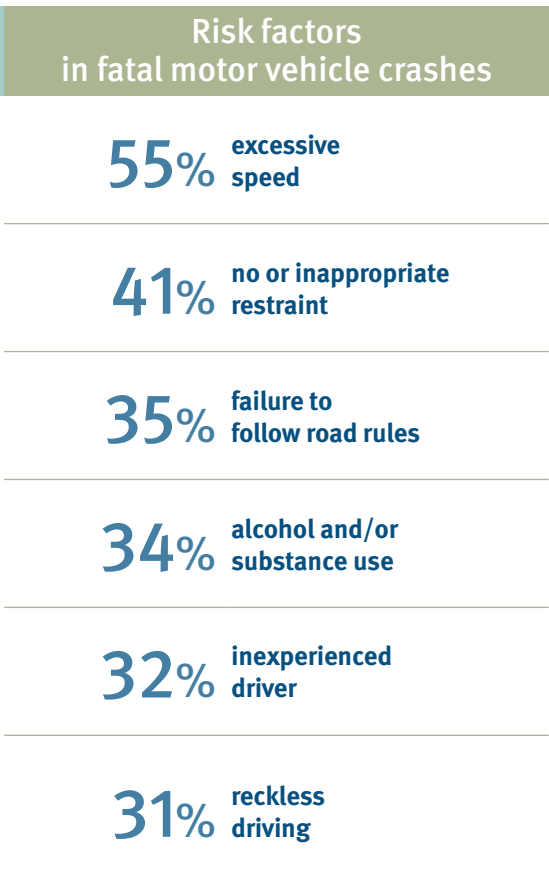 Risk factors
in fatal motor vehicle crashes
55% excessive
speed
41% no or inappropriate
restraint
35% failure to
follow road rules
34% alcohol and/or
substance use
32% inexperienced
driver
31% reckless
driving